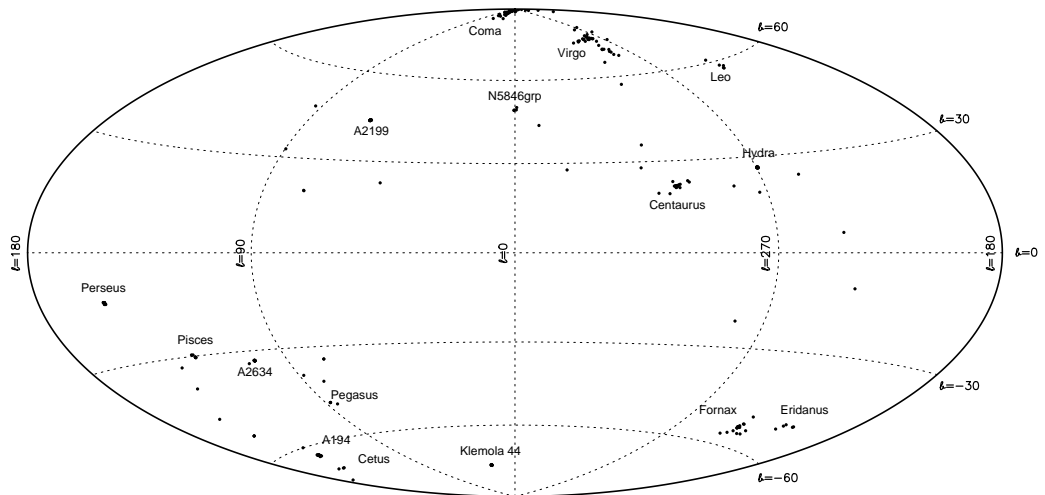 b=60
Coma
Virgo
Leo
N5846grp
b=30
A2199
Hydra
Centaurus
l=180
l=90
l=0
l=270
l=180
b=0
Perseus
Pisces
A2634
b=−30
Pegasus
Fornax
Eridanus
A194
Klemola 44
Cetus
b=−60